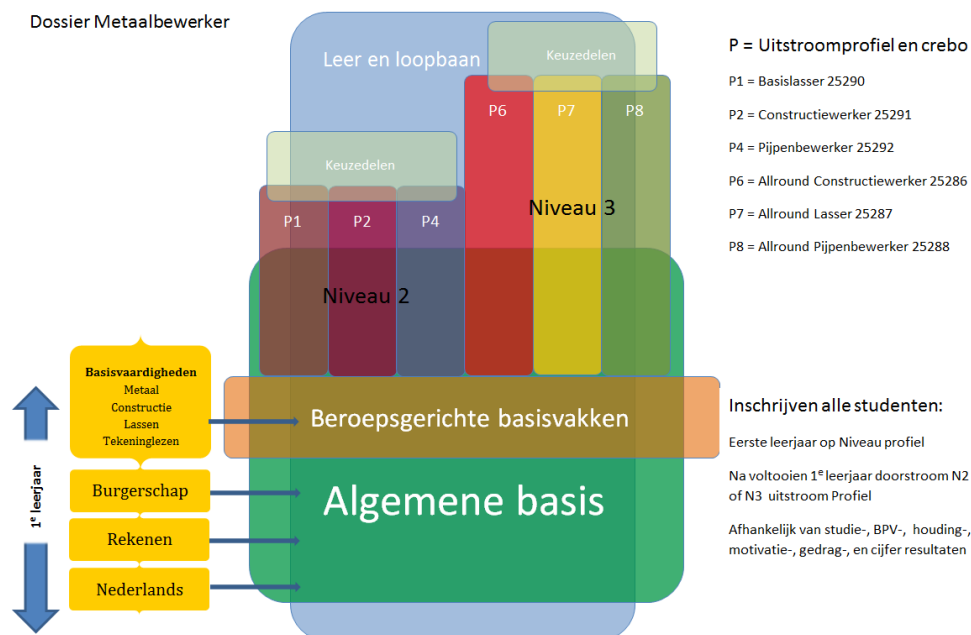 Dossier Metaalbewerker
Leer en loopbaan
Keuzedelen
P6
P7
P8
Keuzedelen
P1
P2
P4
Niveau 3
Niveau 2
Basisvaardigheden
Metaal
Constructie
Lassen
Tekeninglezen
Beroepsgerichte basisvakken
1e leerjaar
Burgerschap
Rekenen
Nederlands
Algemene basis
P = Uitstroomprofiel en crebo
P1 = Basislasser 25290
P2 = Constructiewerker 25291
P4 = Pijpenbewerker 25292
P6 = Allround Constructiewerker 25286
P7 = Allround Lasser 25287
P8 = Allround Pijpenbewerker 25288
Inschrijven alle studenten:
Eerste leerjaar op Niveau profiel
Na voltooien 1e leerjaar doorstroom N2
of N3 uitstroom Profiel
Afhankelijk van studie-, BPV-, houding-,
motivatie-, gedrag-, en cijfer resultaten